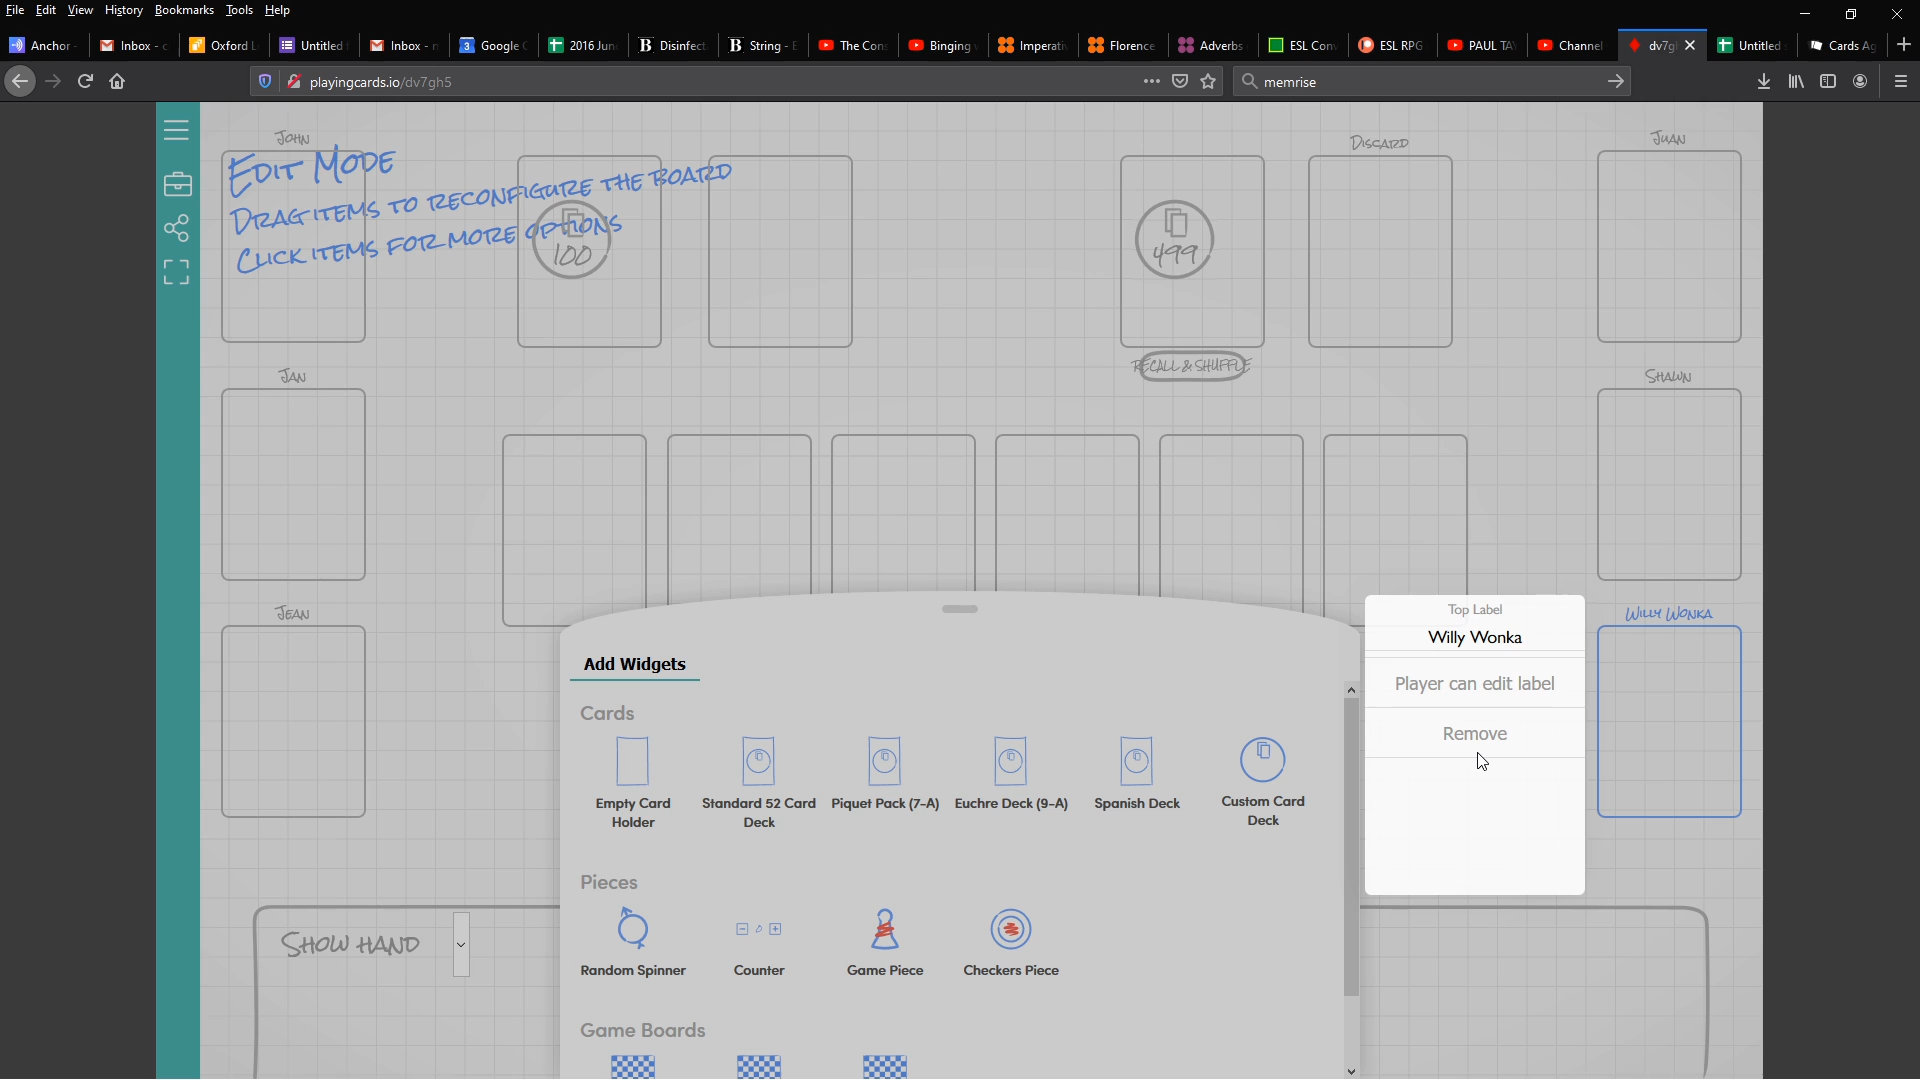 File Edit View History Bookmarks Tools Help
Anchor - Inbox - c Oxford L Untitled f Inbox - n Google C 2016 Jun Disinfect String - E The Cons Binging w Imperati Florence Adverbs ESL Con ESL RPG PAUL TA Channel dv7gh Untitled s Cards Ag
playingcards.io/dv7gh5
memrise
John
Discard
Juan
Edit Mode
Drag items to reconfigure the board
Click items for more options
100
499
Recall & Shuffle
Jan
Shawn
Jean
Willy Wonka
Top Label
Willy Wonka
Player can edit label
Remove
Add Widgets
Cards
Empty Card Holder
Standard 52 Card Deck
Piquet Pack (7-A)
Euchre Deck (9-A)
Spanish Deck
Custom Card Deck
Pieces
0
Random Spinner
Counter
Game Piece
Checkers Piece
Show hand
Game Boards